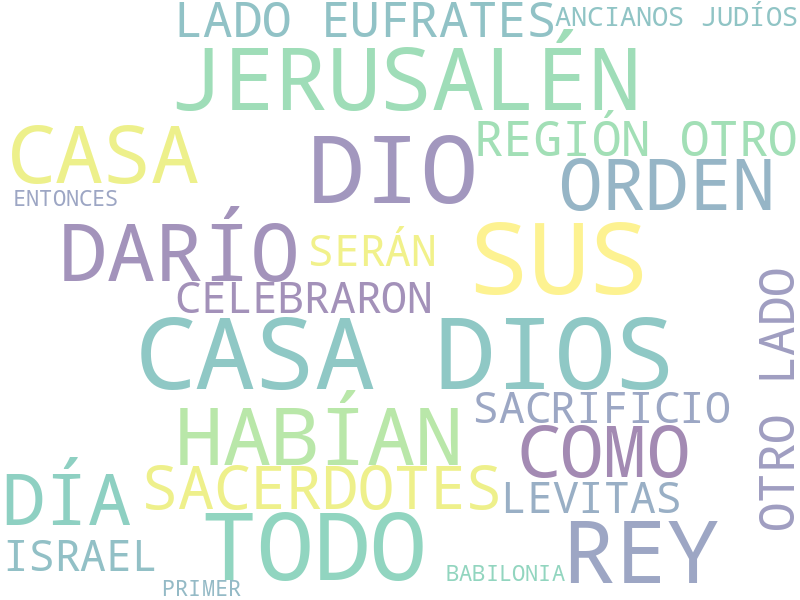 LADO EUFRATES
ANCIANOS JUDÍOS
JERUSALÉN
CASA
DIO
REGIÓN OTRO
ORDEN
ENTONCES
DARÍO
SERÁN
SUS
CELEBRARON
CASA DIOS
OTRO LADO
HABÍAN
SACRIFICIO
COMO
DÍA
SACERDOTES
LEVITAS
TODO
REY
ISRAEL
PRIMER
BABILONIA